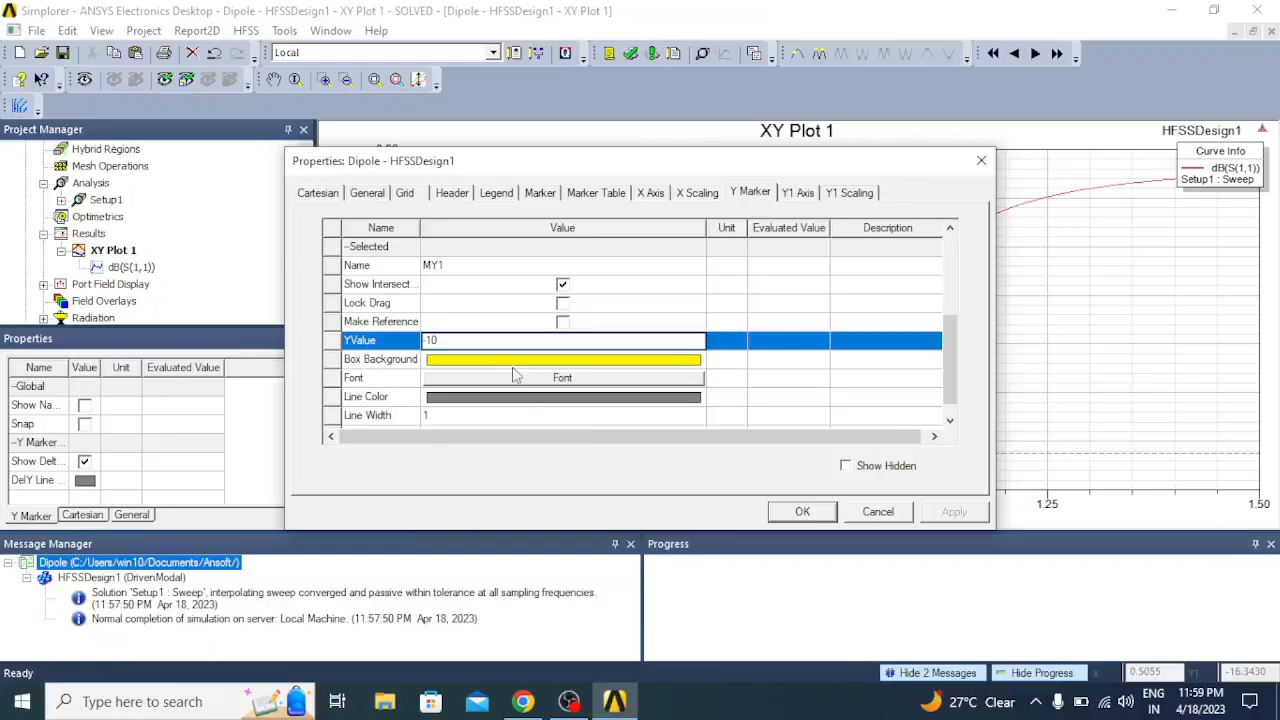 Simplorer - ANSYS Electronics Desktop - Dipole - HFSSDesign1 - XY Plot 1 - SOLVED - [Dipole - HFSSDesign1 - XY Plot 1]
File Edit View Project Report2D HFSS Tools Window Help
Local
Project Manager
Hybrid Regions
Mesh Operations
Analysis
Setup1
Optimetrics
Results
XY Plot 1
dB(S(1,1))
Port Field Display
Field Overlays
Radiation
Properties
Name Value Unit Evaluated Value
--Global
Show Na...
Snap
--Y Marker...
Show Delt...
DelY Line ...
Y Marker Cartesian General
XY Plot 1
HFSSDesign1
Curve Info
dB(S(1,1))
Setup1 : Sweep
1.25 1.50
Properties: Dipole - HFSSDesign1
Cartesian General Grid Header Legend Marker Marker Table X Axis X Scaling Y Marker Y1 Axis Y1 Scaling
Name Value Unit Evaluated Value Description
--Selected
Name MY1
Show Intersect...
Lock Drag
Make Reference
YValue -10
Box Background
Font Font
Line Color
Line Width 1
Show Hidden
OK Cancel Apply
Message Manager
Dipole (C:/Users/win10/Documents/Ansoft/)
HFSSDesign1 (DrivenModal)
Solution 'Setup1 : Sweep', interpolating sweep converged and passive within tolerance at all sampling frequencies.
(11:57:50 PM Apr 18, 2023)
Normal completion of simulation on server: Local Machine. (11:57:50 PM Apr 18, 2023)
Progress
Ready
Hide 2 Messages Hide Progress X 0.5055 Y1 -16.3430
Type here to search
27°C Clear
ENG
IN
11:59 PM
4/18/2023